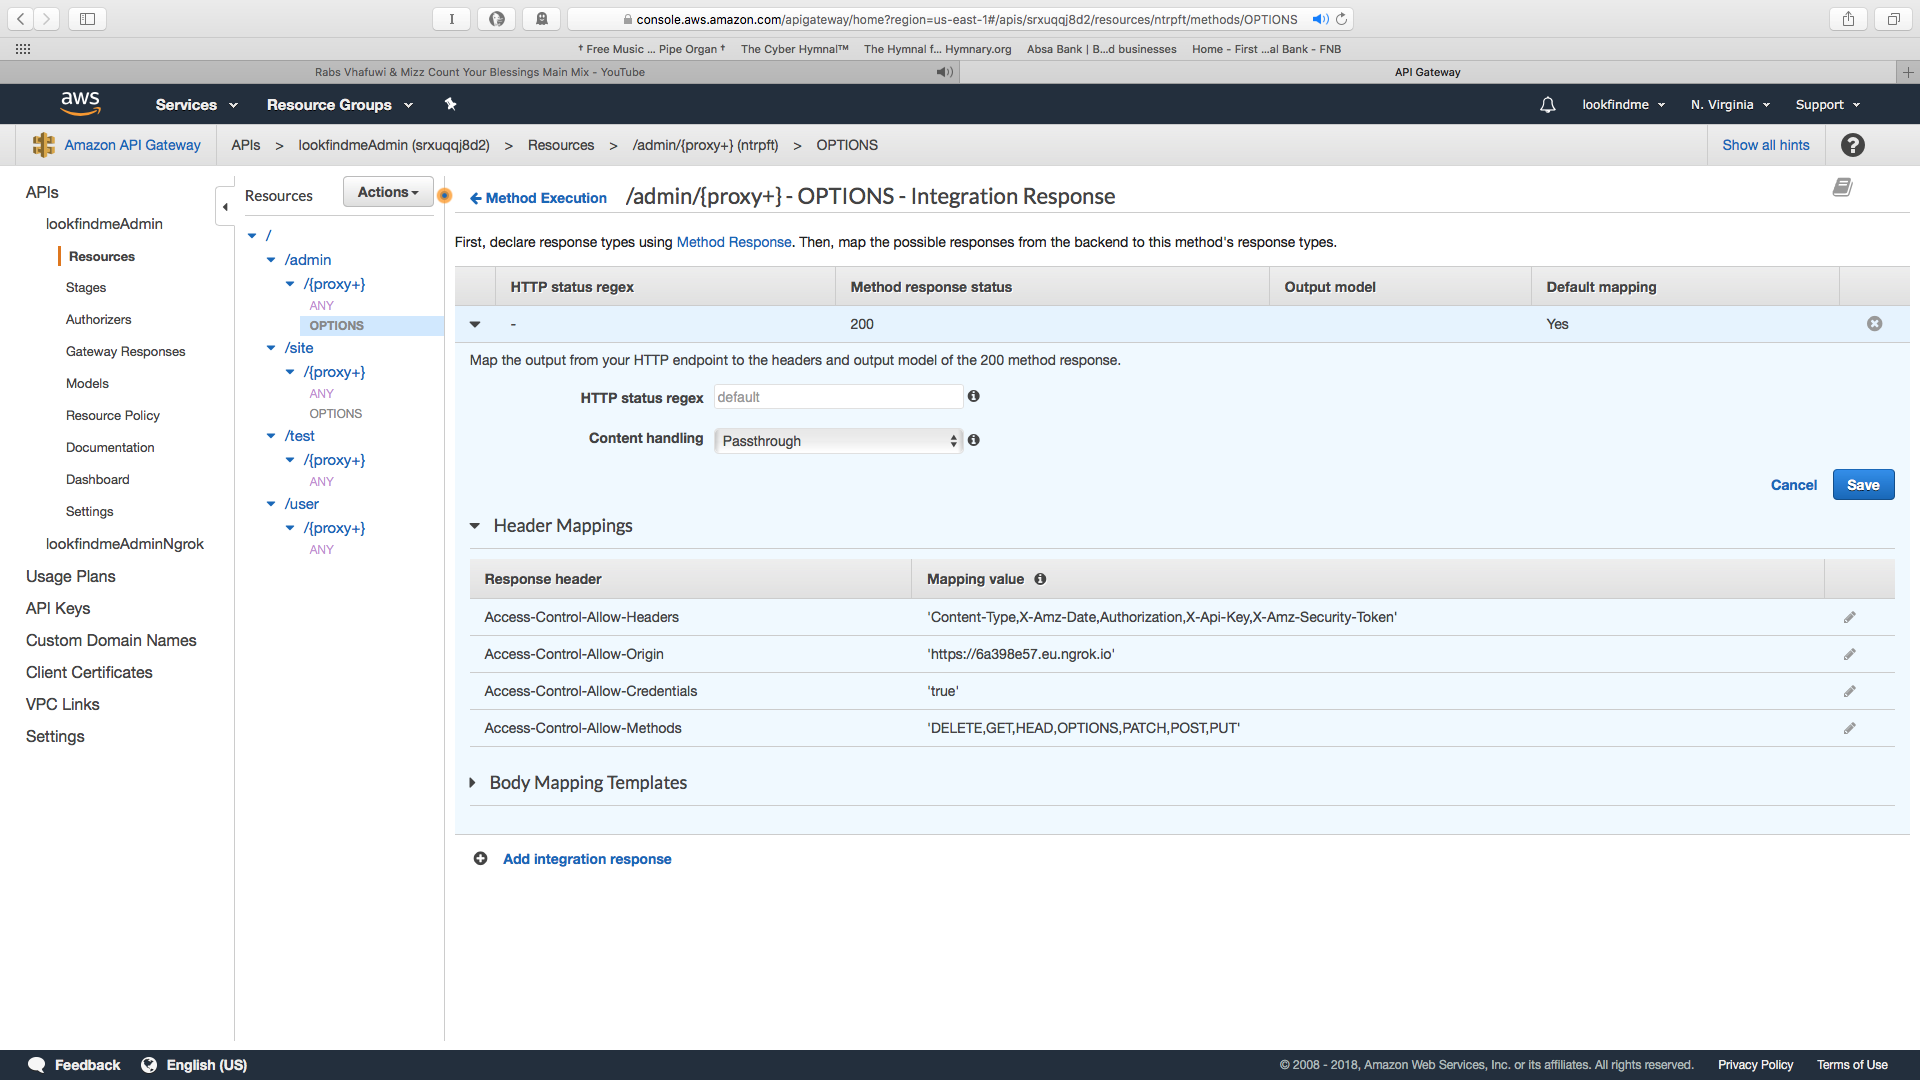 console.aws.amazon.com/apigateway/home?region=us-east-1#/apis/srxuqqj8d2/resources/ntrpft/methods/OPTIONS
† Free Music ... Pipe Organ † The Cyber Hymnal™ The Hymnal f... Hymnary.org Absa Bank | B...d businesses Home - First ...al Bank - FNB
Rabs Vhafuwi & Mizz Count Your Blessings Main Mix - YouTube API Gateway
aws Services Resource Groups lookfindme N. Virginia Support
Amazon API Gateway APIs > lookfindmeAdmin (srxuqqj8d2) > Resources > /admin/{proxy+} (ntrpft) > OPTIONS Show all hints ?
APIs
lookfindmeAdmin
Resources
Stages
Authorizers
Gateway Responses
Models
Resource Policy
Documentation
Dashboard
Settings
lookfindmeAdminNgrok
Usage Plans
API Keys
Custom Domain Names
Client Certificates
VPC Links
Settings
Resources Actions
/
/admin
/{proxy+}
ANY
OPTIONS
/site
/{proxy+}
ANY
OPTIONS
/test
/{proxy+}
ANY
/user
/{proxy+}
ANY
Method Execution /admin/{proxy+} - OPTIONS - Integration Response
First, declare response types using Method Response. Then, map the possible responses from the backend to this method's response types.
HTTP status regex Method response status Output model Default mapping
- 200 Yes
Map the output from your HTTP endpoint to the headers and output model of the 200 method response.
HTTP status regex default
Content handling Passthrough
Cancel Save
Header Mappings
Response header Mapping value
Access-Control-Allow-Headers 'Content-Type,X-Amz-Date,Authorization,X-Api-Key,X-Amz-Security-Token'
Access-Control-Allow-Origin 'https://6a398e57.eu.ngrok.io'
Access-Control-Allow-Credentials 'true'
Access-Control-Allow-Methods 'DELETE,GET,HEAD,OPTIONS,PATCH,POST,PUT'
Body Mapping Templates
Add integration response
Feedback English (US) © 2008 - 2018, Amazon Web Services, Inc. or its affiliates. All rights reserved. Privacy Policy Terms of Use